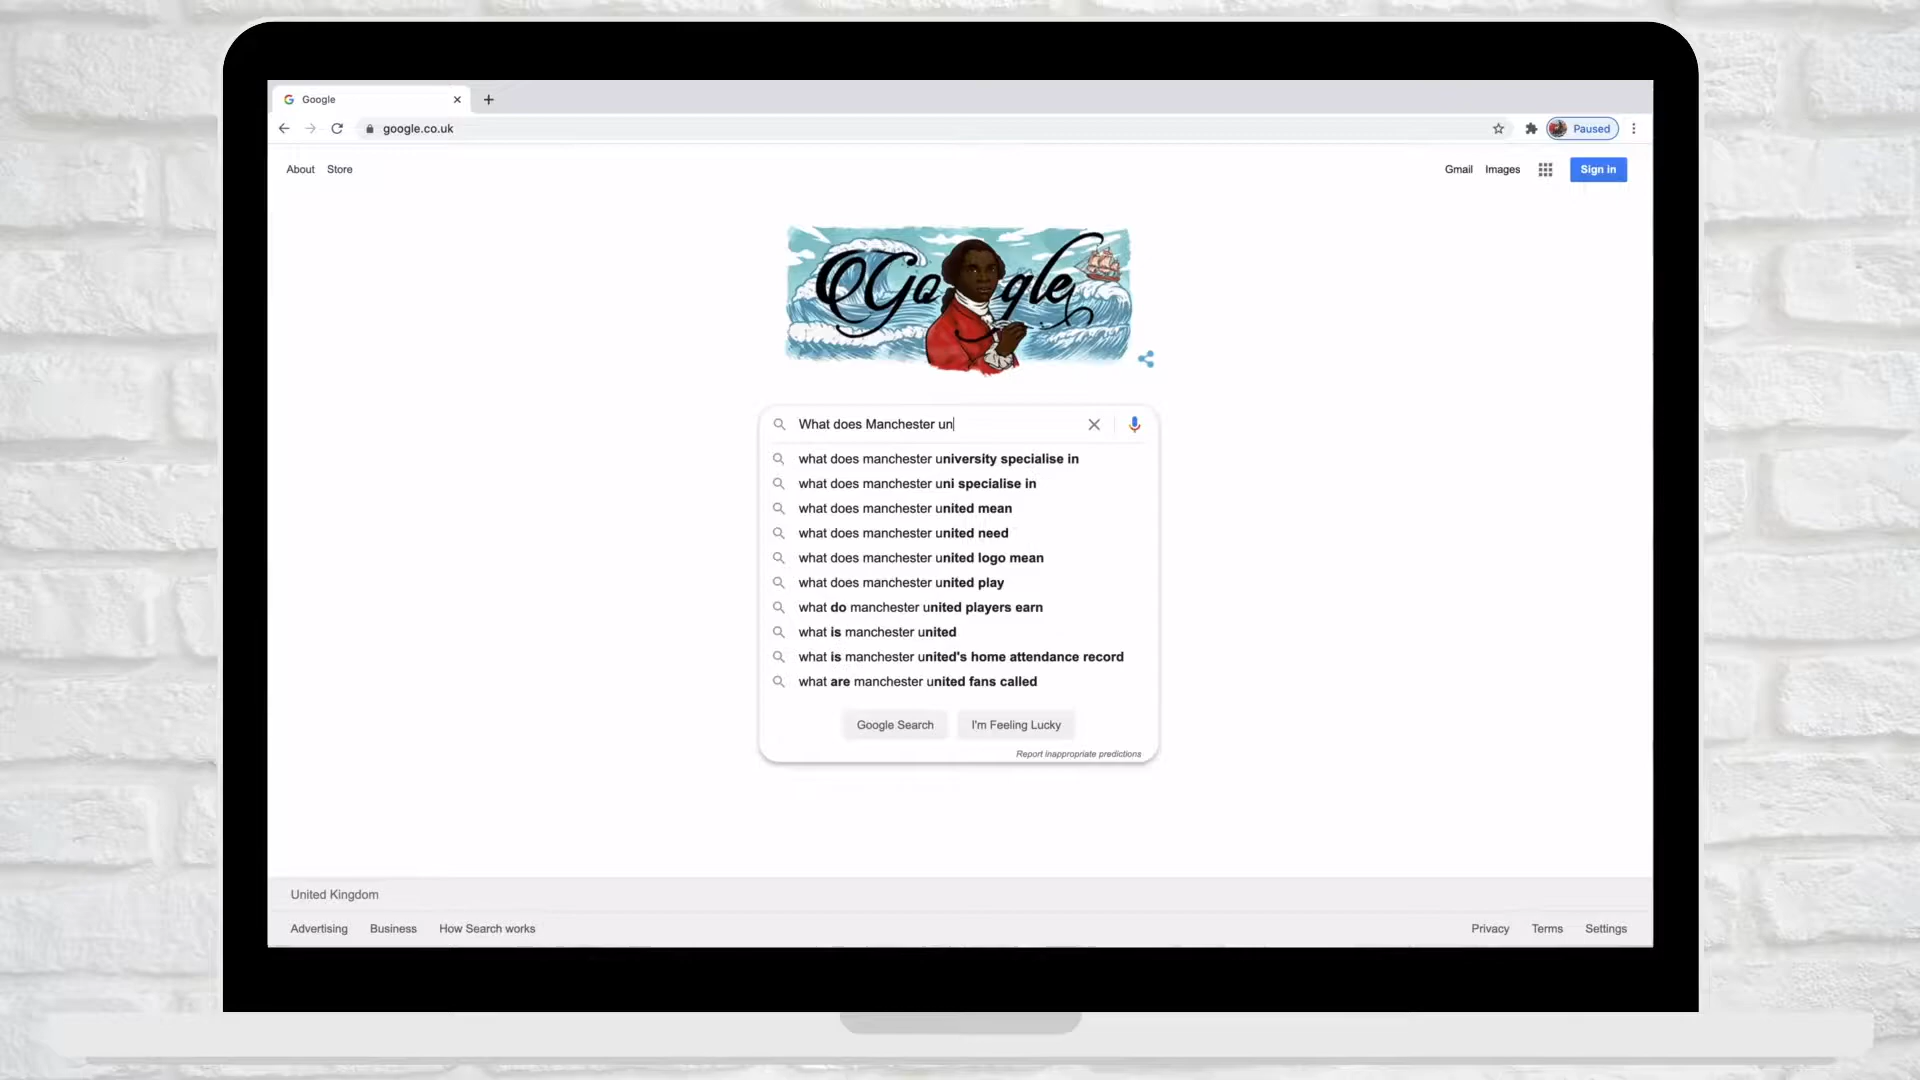 Google
google.co.uk
Paused
About Store
Gmail Images Sign in
Google
What does Manchester un
what does manchester university specialise in
what does manchester uni specialise in
what does manchester united mean
what does manchester united need
what does manchester united logo mean
what does manchester united play
what do manchester united players earn
what is manchester united
what is manchester united's home attendance record
what are manchester united fans called
Google Search I'm Feeling Lucky
Report inappropriate predictions
United Kingdom
Advertising Business How Search works
Privacy Terms Settings